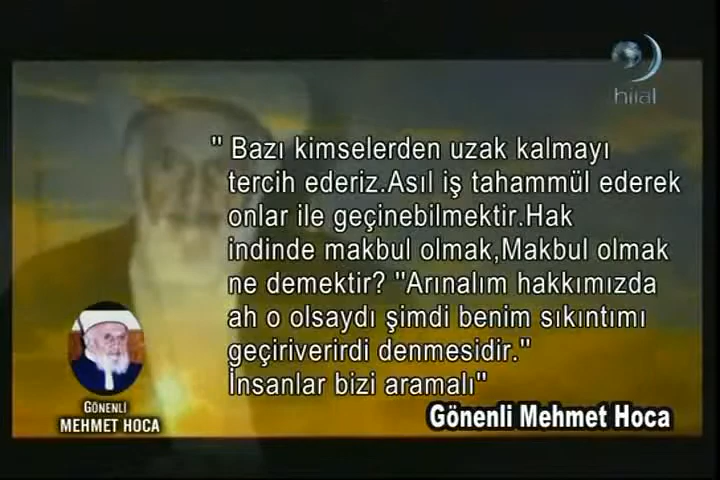 hilal
" Bazı kimselerden uzak kalmayı
tercih ederiz.Asıl iş tahammül ederek
onlar ile geçinebilmektir.Hak
indinde makbul olmak,Makbul olmak
ne demektir? "Arınalım hakkımızda
ah o olsaydı şimdi benim sıkıntımı
geçiriverirdi denmesidir."
İnsanlar bizi aramalı"
Gönenli Mehmet Hoca
GÖNENLİ
MEHMET HOCA